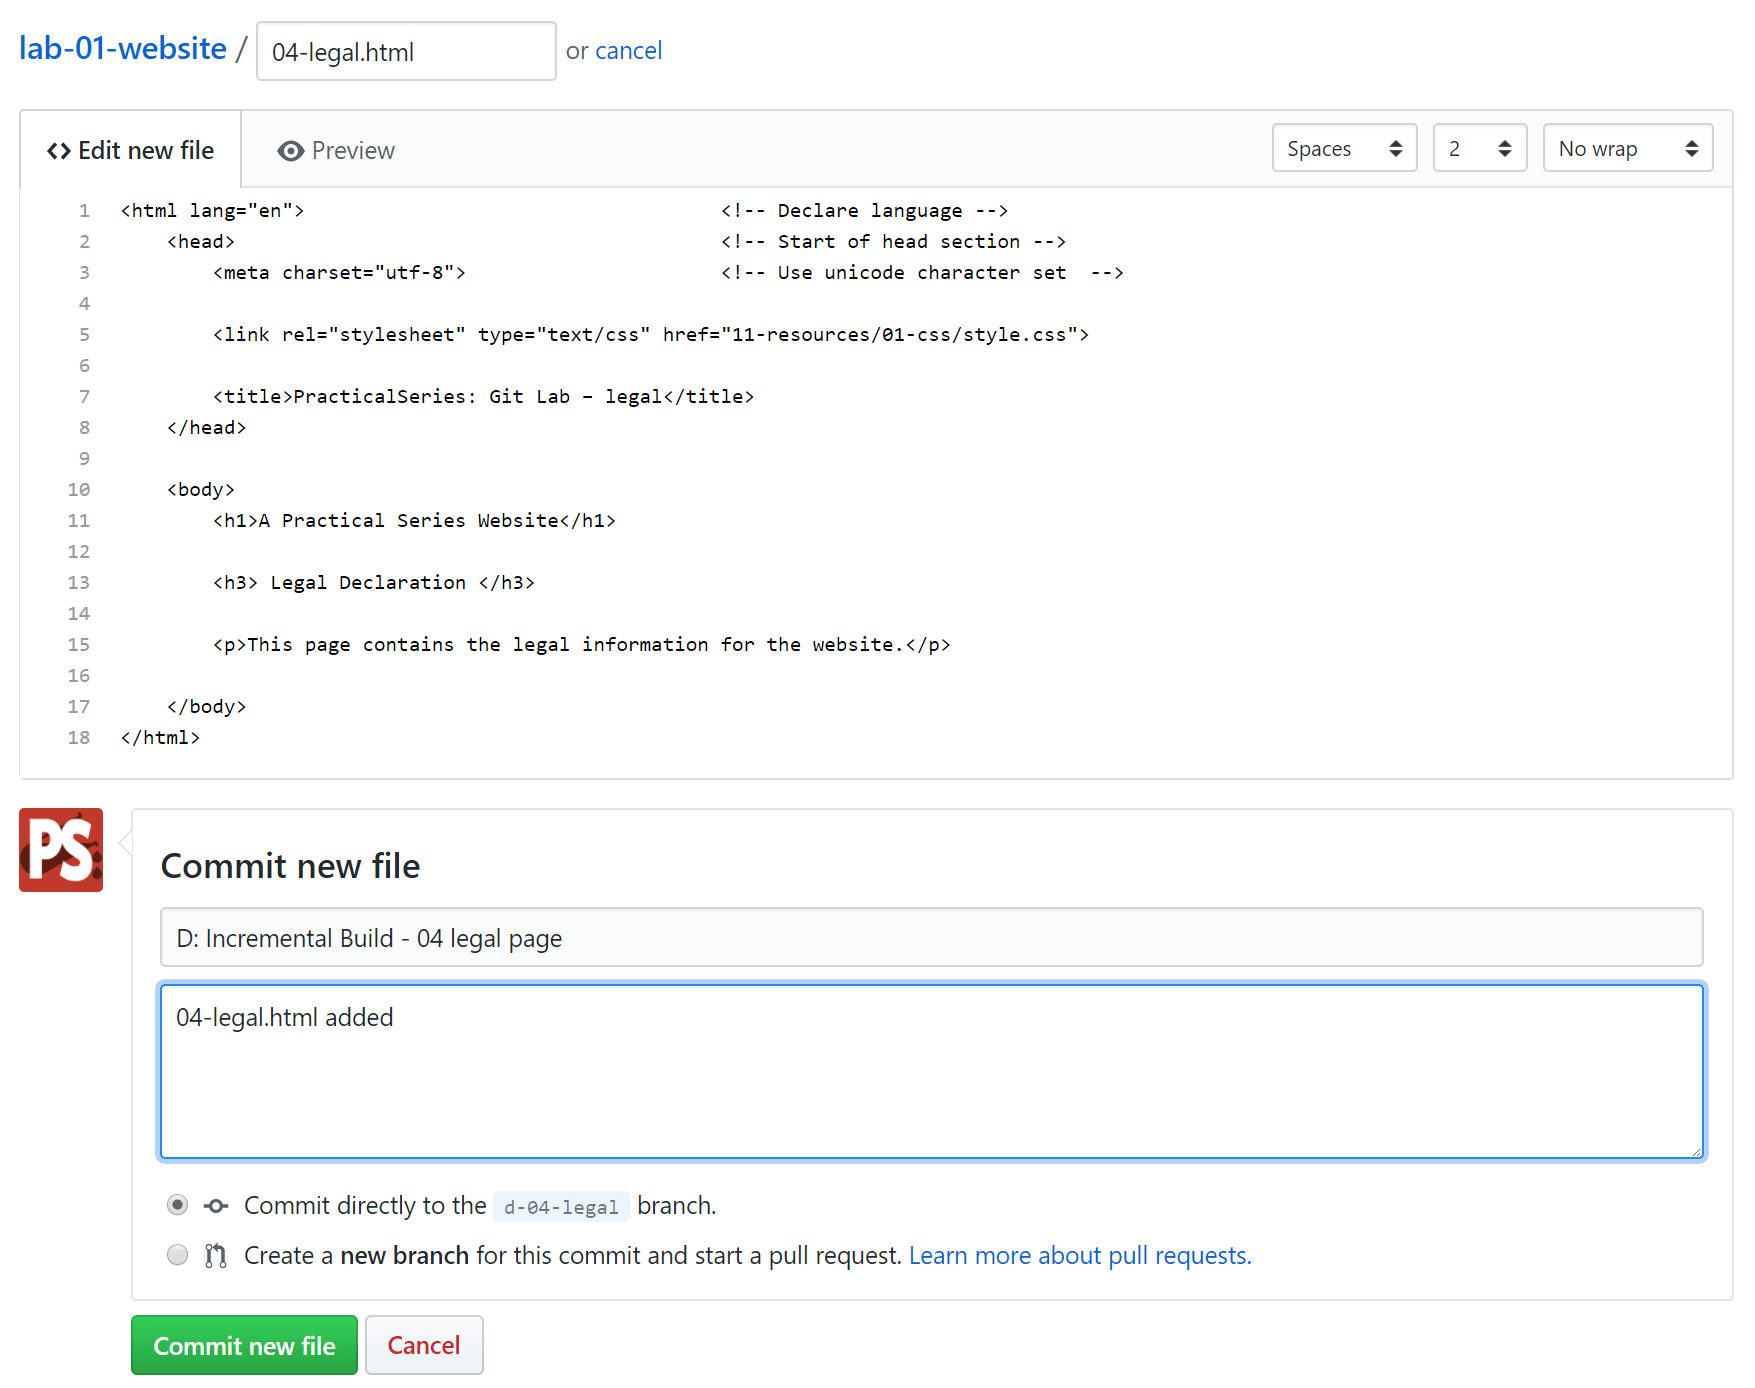 lab-01-website / 04-legal.html or cancel
<> Edit new file Preview Spaces 2 No wrap
1 <html lang="en"> <!-- Declare language -->
2 <head> <!-- Start of head section -->
3 <meta charset="utf-8"> <!-- Use unicode character set  -->
4
5 <link rel="stylesheet" type="text/css" href="11-resources/01-css/style.css">
6
7 <title>PracticalSeries: Git Lab – legal</title>
8 </head>
9
10 <body>
11 <h1>A Practical Series Website</h1>
12
13 <h3> Legal Declaration </h3>
14
15 <p>This page contains the legal information for the website.</p>
16
17 </body>
18 </html>
PS
Commit new file
D: Incremental Build - 04 legal page
04-legal.html added
Commit directly to the d-04-legal branch.
Create a new branch for this commit and start a pull request. Learn more about pull requests.
Commit new file Cancel